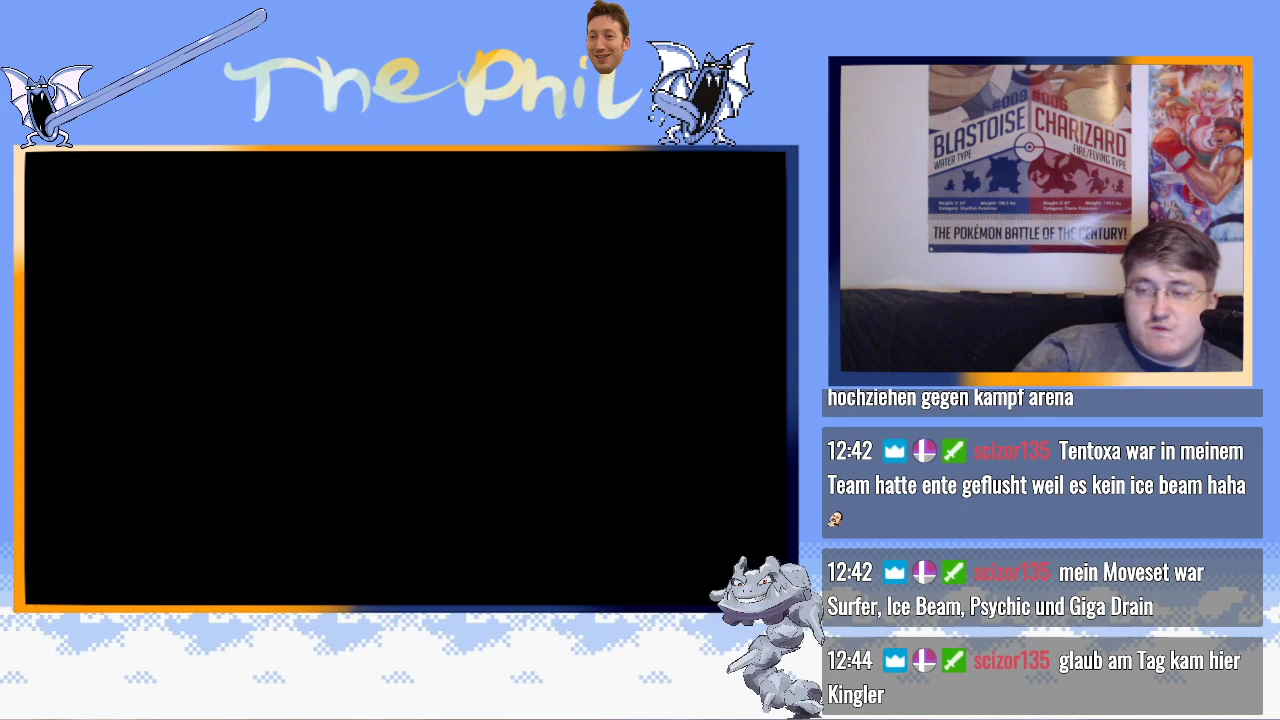 The Phil
#009 #006
BLASTOISE CHARIZARD
WATER TYPE FIRE/FLYING TYPE
THE POKÉMON BATTLE OF THE CENTURY!
hochziehen gegen kampf arena
12:42 scizor135 Tentoxa war in meinem
Team hatte ente geflusht weil es kein ice beam haha
12:42 scizor135 mein Moveset war
Surfer, Ice Beam, Psychic und Giga Drain
12:44 scizor135 glaub am Tag kam hier
Kingler